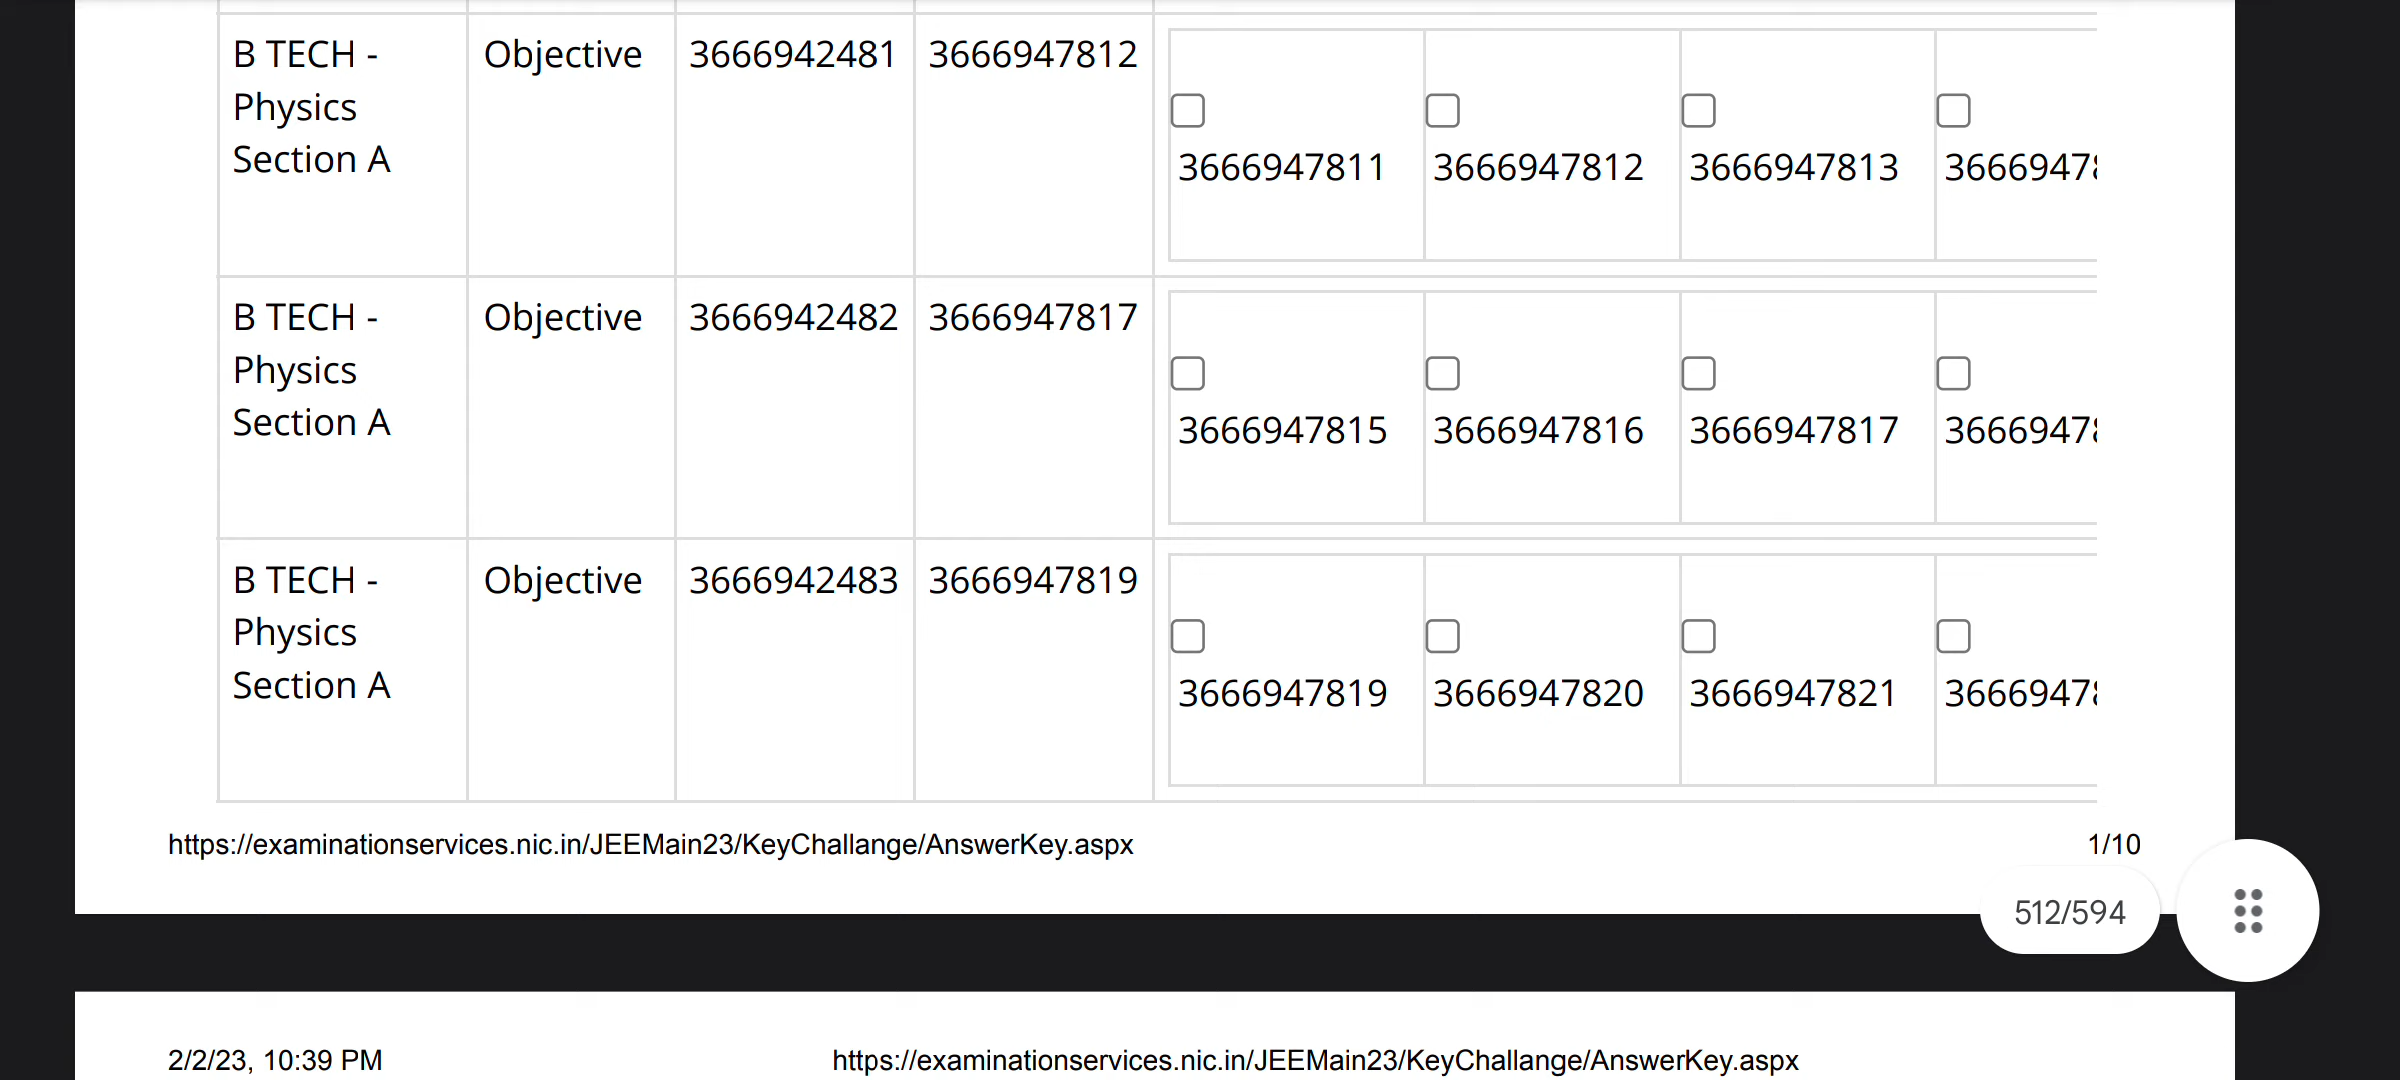 B TECH - Objective 3666942481 3666947812
Physics
Section A
3666947811 3666947812 3666947813
B TECH - Objective 3666942482 3666947817
Physics
Section A
3666947815 3666947816 3666947817
B TECH - Objective 3666942483 3666947819
Physics
Section A
3666947819 3666947820 3666947821
https://examinationservices.nic.in/JEEMain23/KeyChallange/AnswerKey.aspx 1/10
512/594
2/2/23, 10:39 PM https://examinationservices.nic.in/JEEMain23/KeyChallange/AnswerKey.aspx